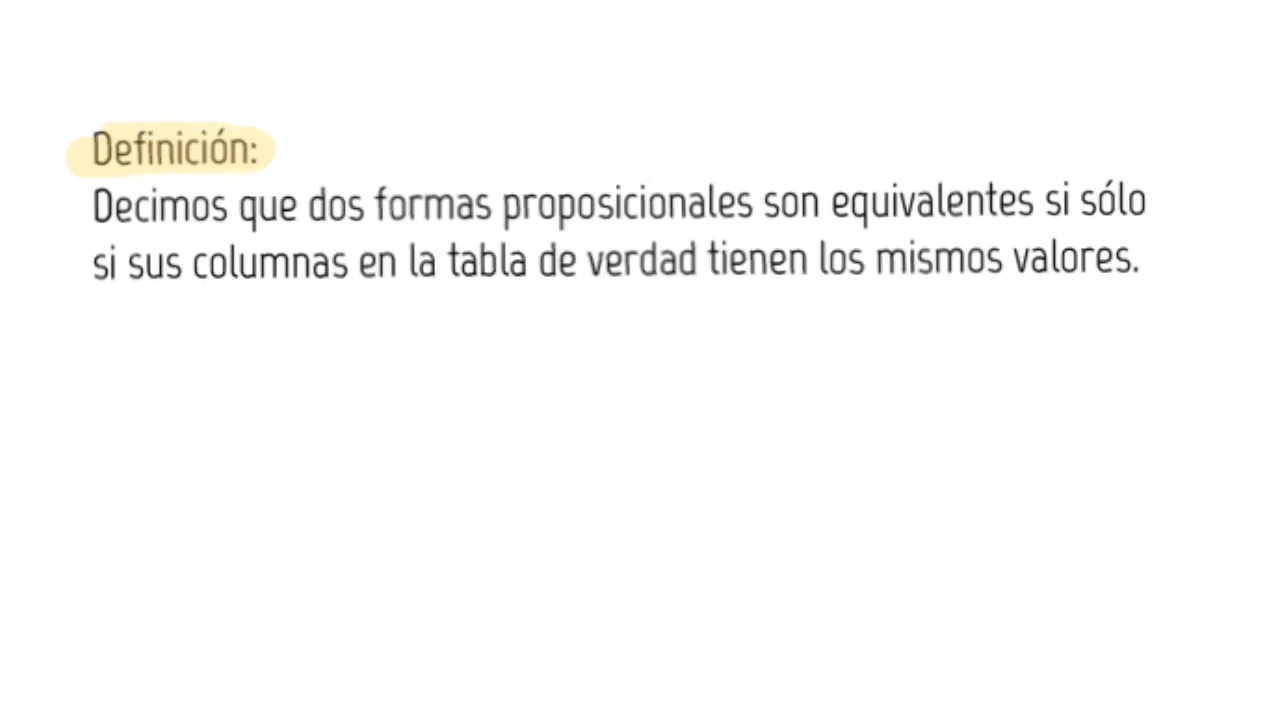 Definición:
Decimos que dos formas proposicionales son equivalentes si sólo
si sus columnas en la tabla de verdad tienen los mismos valores.